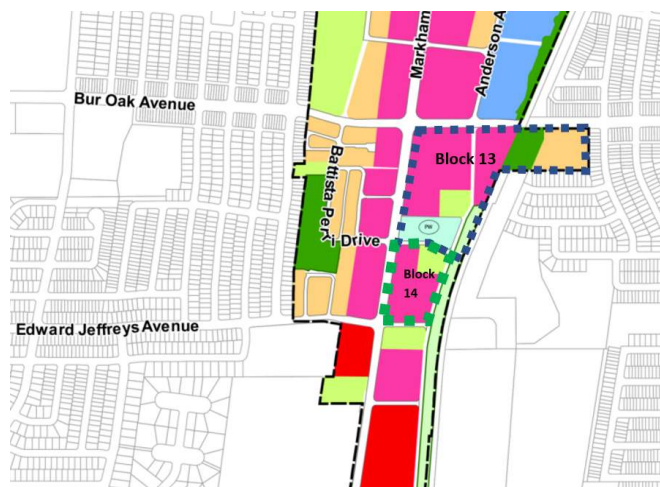 Markham
Anderson A
Bur Oak Avenue
Block 13
Battista Perri Drive
PW
Block
14
Edward Jeffreys Avenue